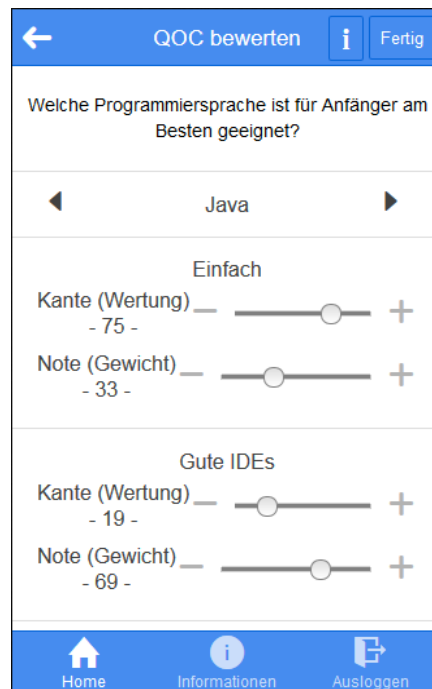 QOC bewerten
i
Fertig
Welche Programmiersprache ist für Anfänger am
Besten geeignet?
Java
Einfach
Kante (Wertung)
- 75 -
Note (Gewicht)
- 33 -
Gute IDEs
Kante (Wertung)
- 19 -
Note (Gewicht)
- 69 -
Home
i
Informationen
Ausloggen